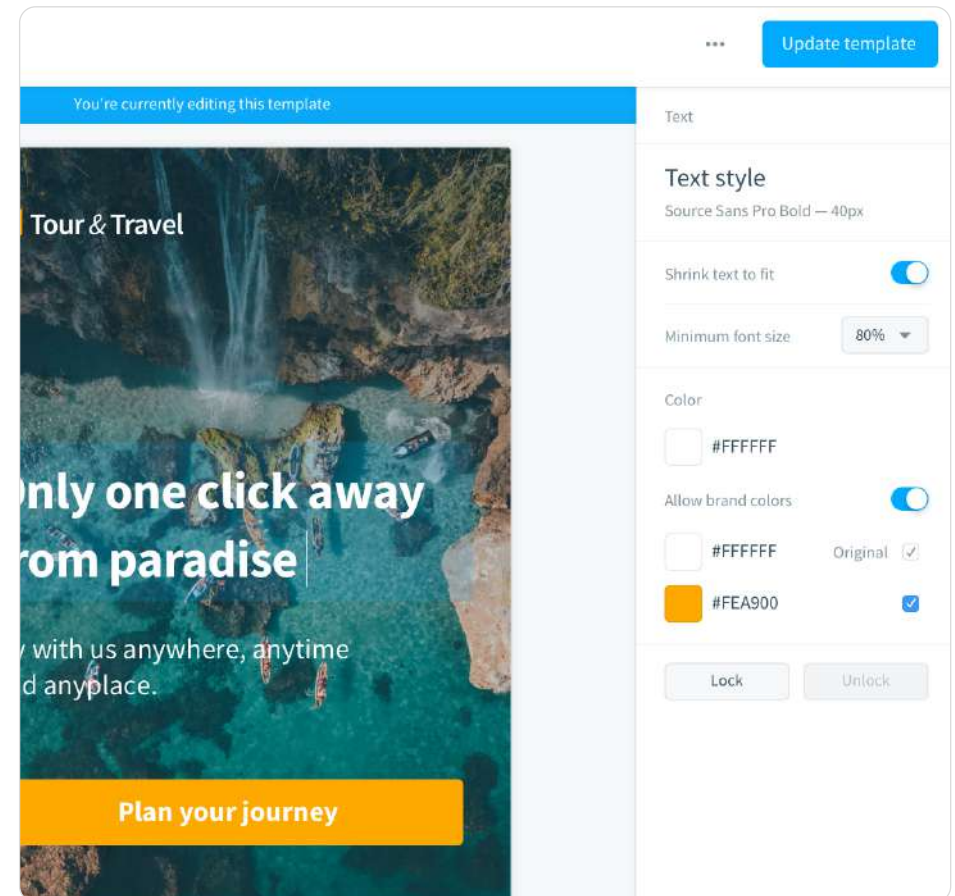 Update template
You're currently editing this template
Text
Tour & Travel
Text style
Source Sans Pro Bold — 40px
Shrink text to fit
Minimum font size 80%
Color
#FFFFFF
Allow brand colors
#FFFFFF Original
#FEA900
Lock Unlock
nly one click away
rom paradise
with us anywhere, anytime
d anyplace.
Plan your journey